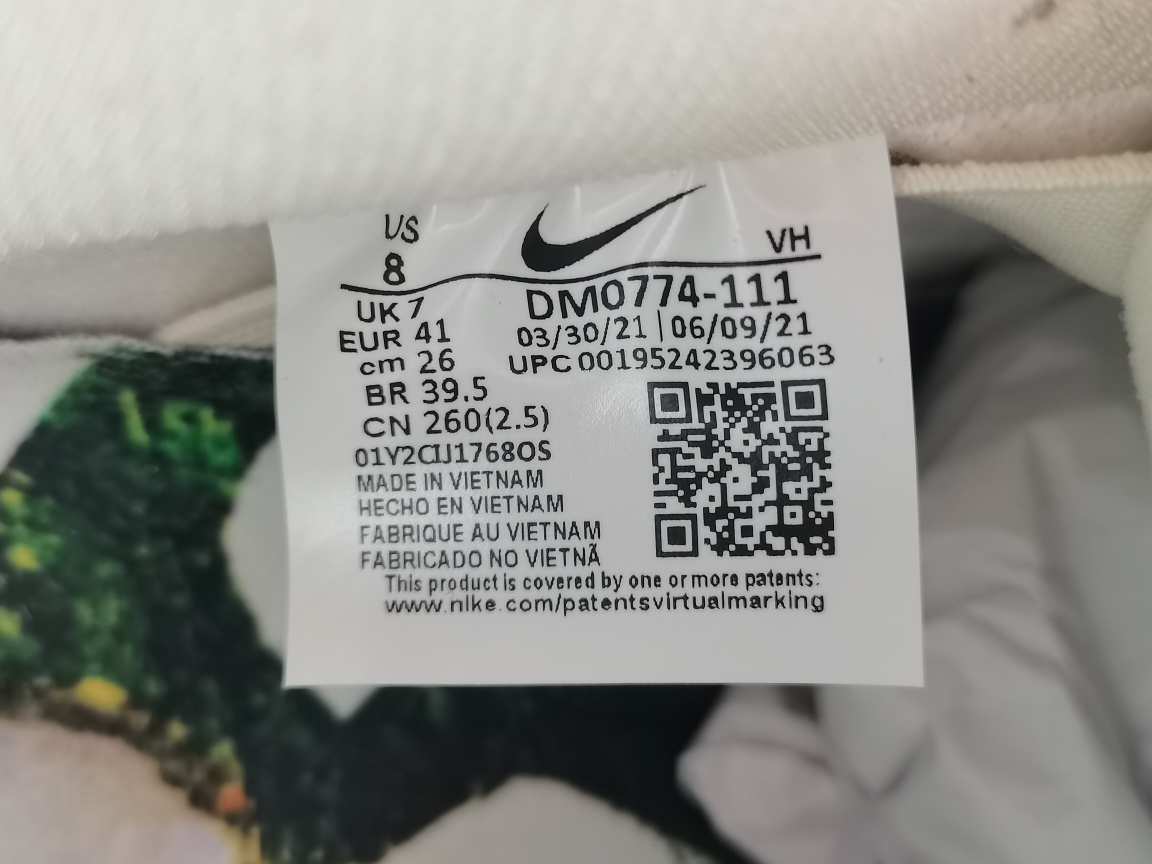 US
8
VH
UK 7
DM0774-111
EUR 41
03/30/21 | 06/09/21
cm 26
UPC 00195242396063
BR 39.5
CN 260(2.5)
01Y2CIJ1768OS
MADE IN VIETNAM
HECHO EN VIETNAM
FABRIQUE AU VIETNAM
FABRICADO NO VIETNÃ
This product is covered by one or more patents:
www.nike.com/patentsvirtualmarking